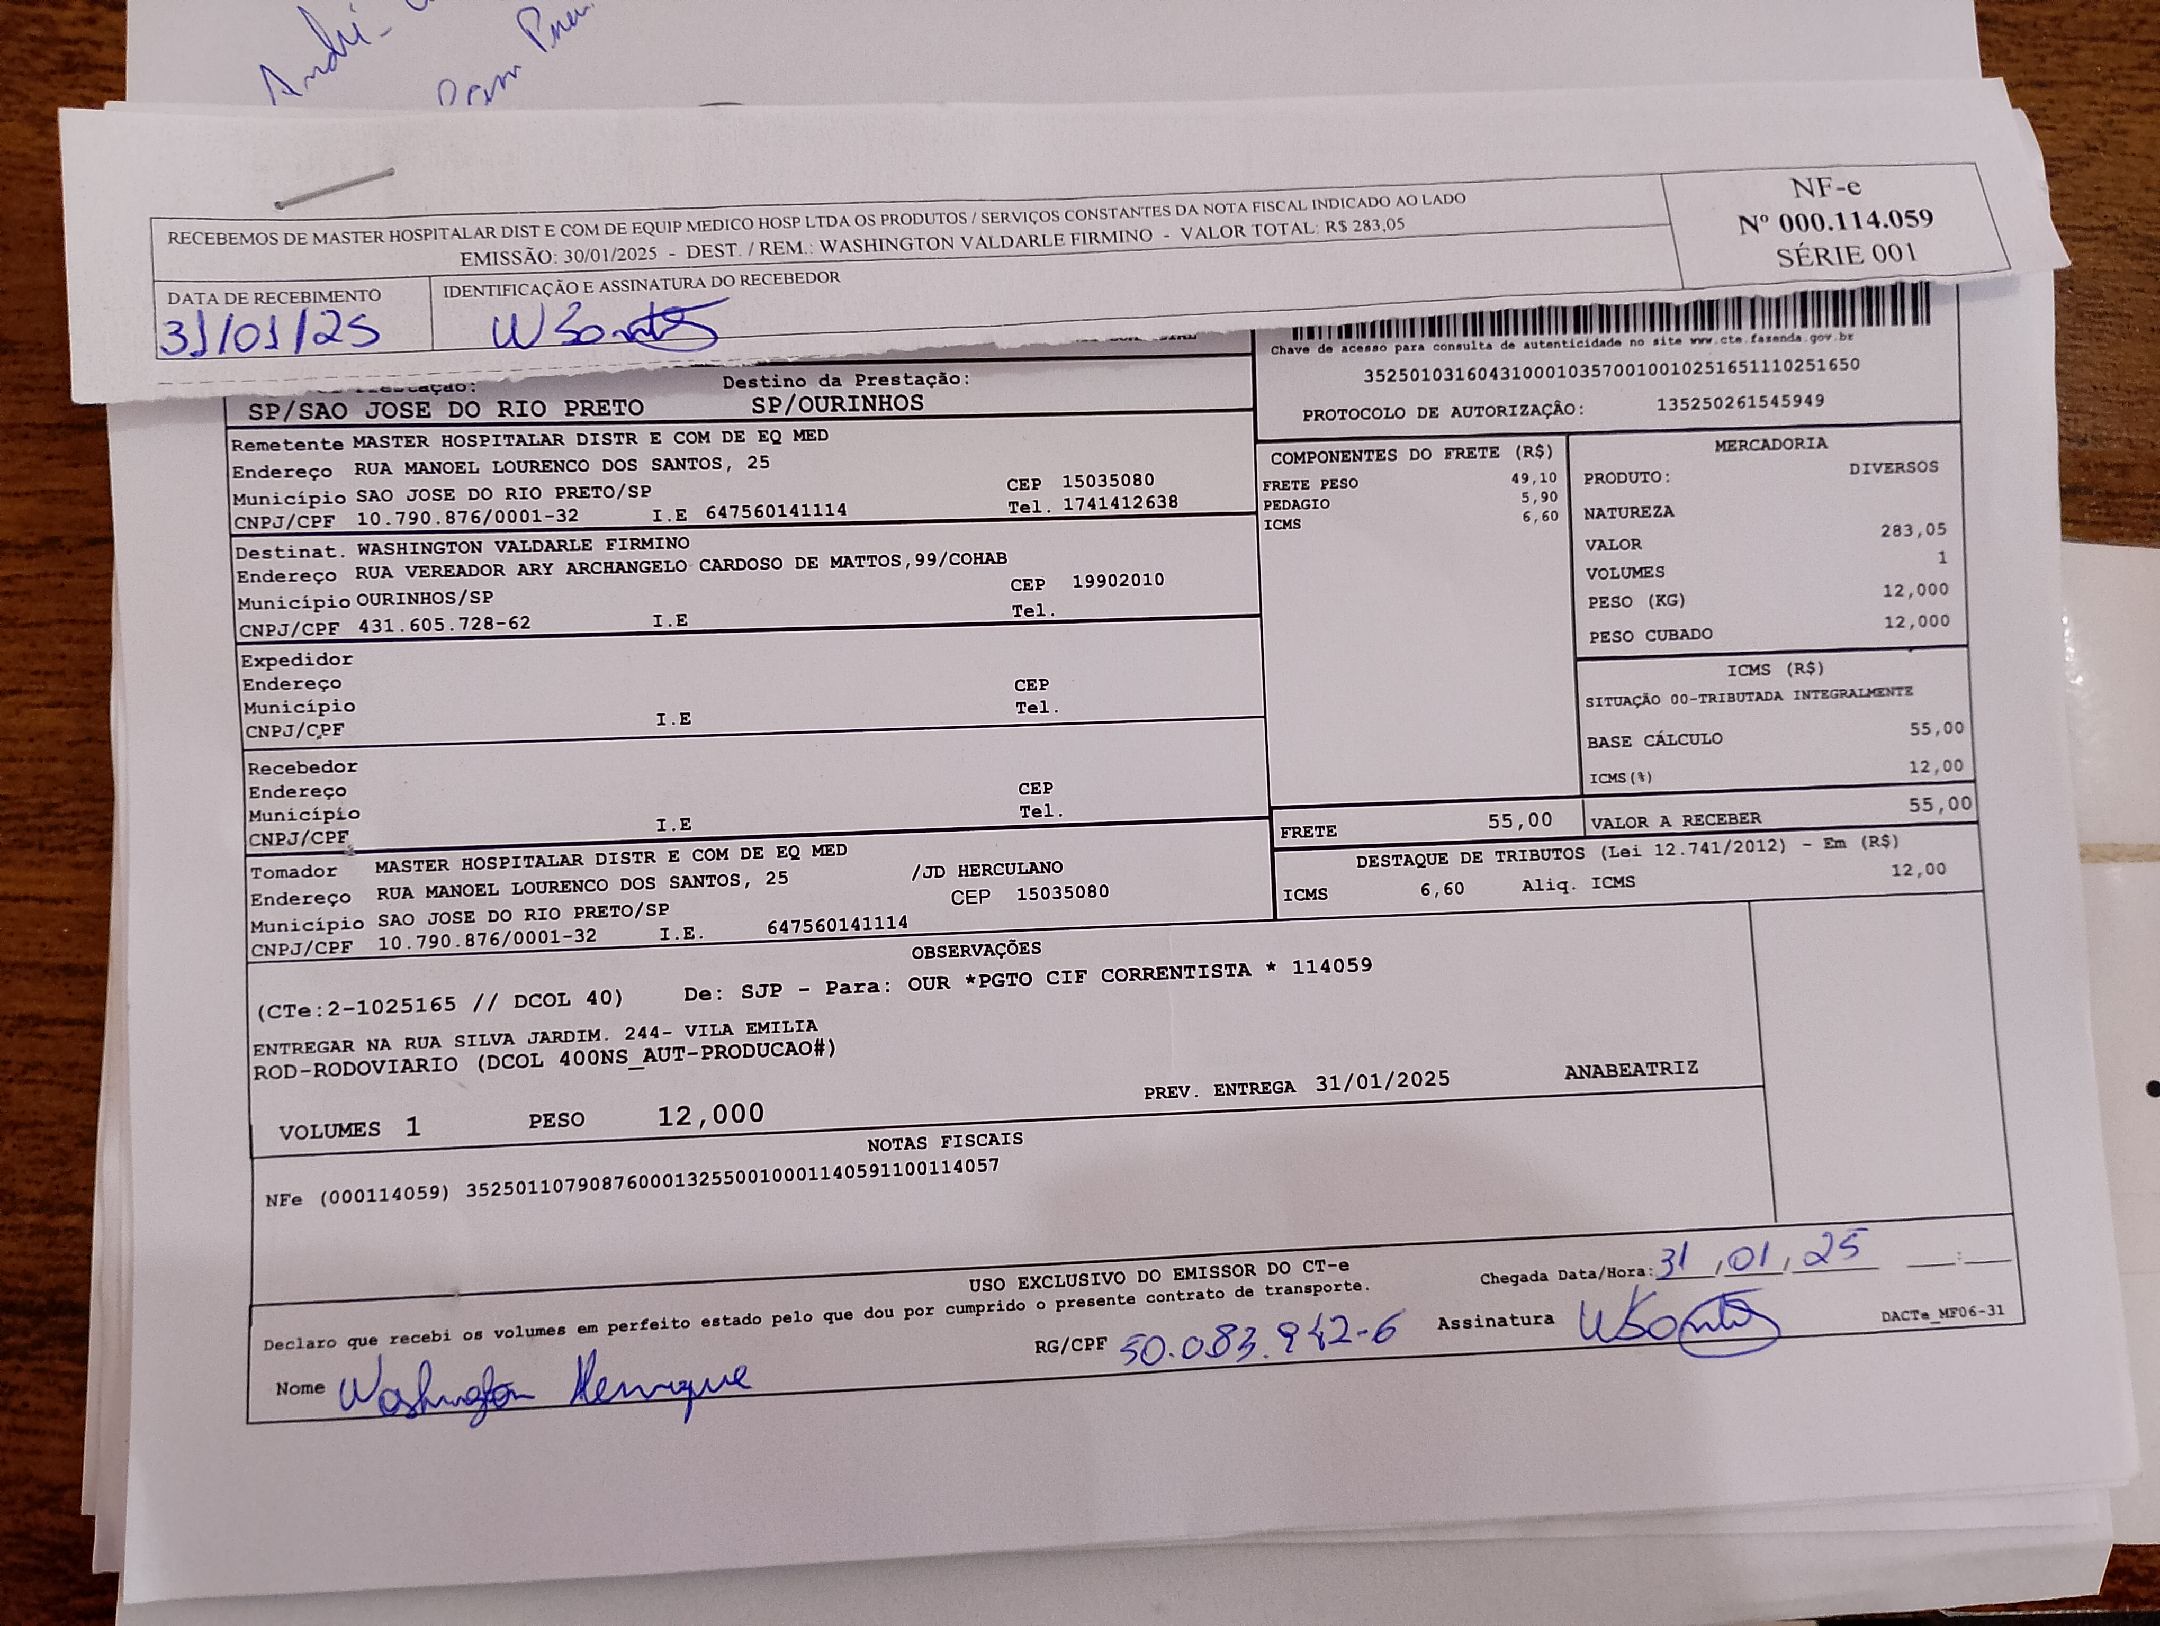 André-
RECEBEMOS DE MASTER HOSPITALAR DIST E COM DE EQUIP MEDICO HOSP LTDA OS PRODUTOS / SERVIÇOS CONSTANTES DA NOTA FISCAL INDICADO AO LADO
EMISSÃO: 30/01/2025 - DEST. / REM.: WASHINGTON VALDARLE FIRMINO - VALOR TOTAL: R$ 283,05
NF-e
Nº 000.114.059
SÉRIE 001
DATA DE RECEBIMENTO
31/01/25
IDENTIFICAÇÃO E ASSINATURA DO RECEBEDOR
Chave de acesso para consulta de autenticidade no site www.cte.fazenda.gov.br
35250103160431000103570010010251651110251650
PROTOCOLO DE AUTORIZAÇÃO: 135250261545949
Destino da Prestação:
SP/SAO JOSE DO RIO PRETO SP/OURINHOS
Remetente MASTER HOSPITALAR DISTR E COM DE EQ MED
Endereço RUA MANOEL LOURENCO DOS SANTOS, 25
Município SAO JOSE DO RIO PRETO/SP CEP 15035080
CNPJ/CPF 10.790.876/0001-32 I.E 647560141114 Tel. 1741412638
Destinat. WASHINGTON VALDARLE FIRMINO
Endereço RUA VEREADOR ARY ARCHANGELO CARDOSO DE MATTOS,99/COHAB
Município OURINHOS/SP CEP 19902010
CNPJ/CPF 431.605.728-62 I.E Tel.
Expedidor
Endereço
Município CEP
CNPJ/CPF I.E Tel.
Recebedor
Endereço
Município CEP
CNPJ/CPF I.E Tel.
Tomador MASTER HOSPITALAR DISTR E COM DE EQ MED
Endereço RUA MANOEL LOURENCO DOS SANTOS, 25 /JD HERCULANO
Município SAO JOSE DO RIO PRETO/SP CEP 15035080
CNPJ/CPF 10.790.876/0001-32 I.E. 647560141114
COMPONENTES DO FRETE (R$)
FRETE PESO 49,10
PEDAGIO 5,90
ICMS 6,60
MERCADORIA
PRODUTO: DIVERSOS
NATUREZA
VALOR 283,05
VOLUMES 1
PESO (KG) 12,000
PESO CUBADO 12,000
ICMS (R$)
SITUAÇÃO 00-TRIBUTADA INTEGRALMENTE
BASE CÁLCULO 55,00
ICMS(%) 12,00
FRETE 55,00 VALOR A RECEBER 55,00
DESTAQUE DE TRIBUTOS (Lei 12.741/2012) - Em (R$)
ICMS 6,60 Aliq. ICMS 12,00
OBSERVAÇÕES
(CTe:2-1025165 // DCOL 40) De: SJP - Para: OUR *PGTO CIF CORRENTISTA * 114059
ENTREGAR NA RUA SILVA JARDIM. 244- VILA EMILIA
ROD-RODOVIARIO (DCOL 400NS_AUT-PRODUCAO#)
PREV. ENTREGA 31/01/2025 ANABEATRIZ
VOLUMES 1 PESO 12,000
NOTAS FISCAIS
NFe (000114059) 35250110790876000132550010001140591100114057
USO EXCLUSIVO DO EMISSOR DO CT-e
Declaro que recebi os volumes em perfeito estado pelo que dou por cumprido o presente contrato de transporte.
Chegada Data/Hora: 31/01/25 __:__
Nome Washington Henrique RG/CPF 50.083.942-6 Assinatura
DACTe_MF06-31